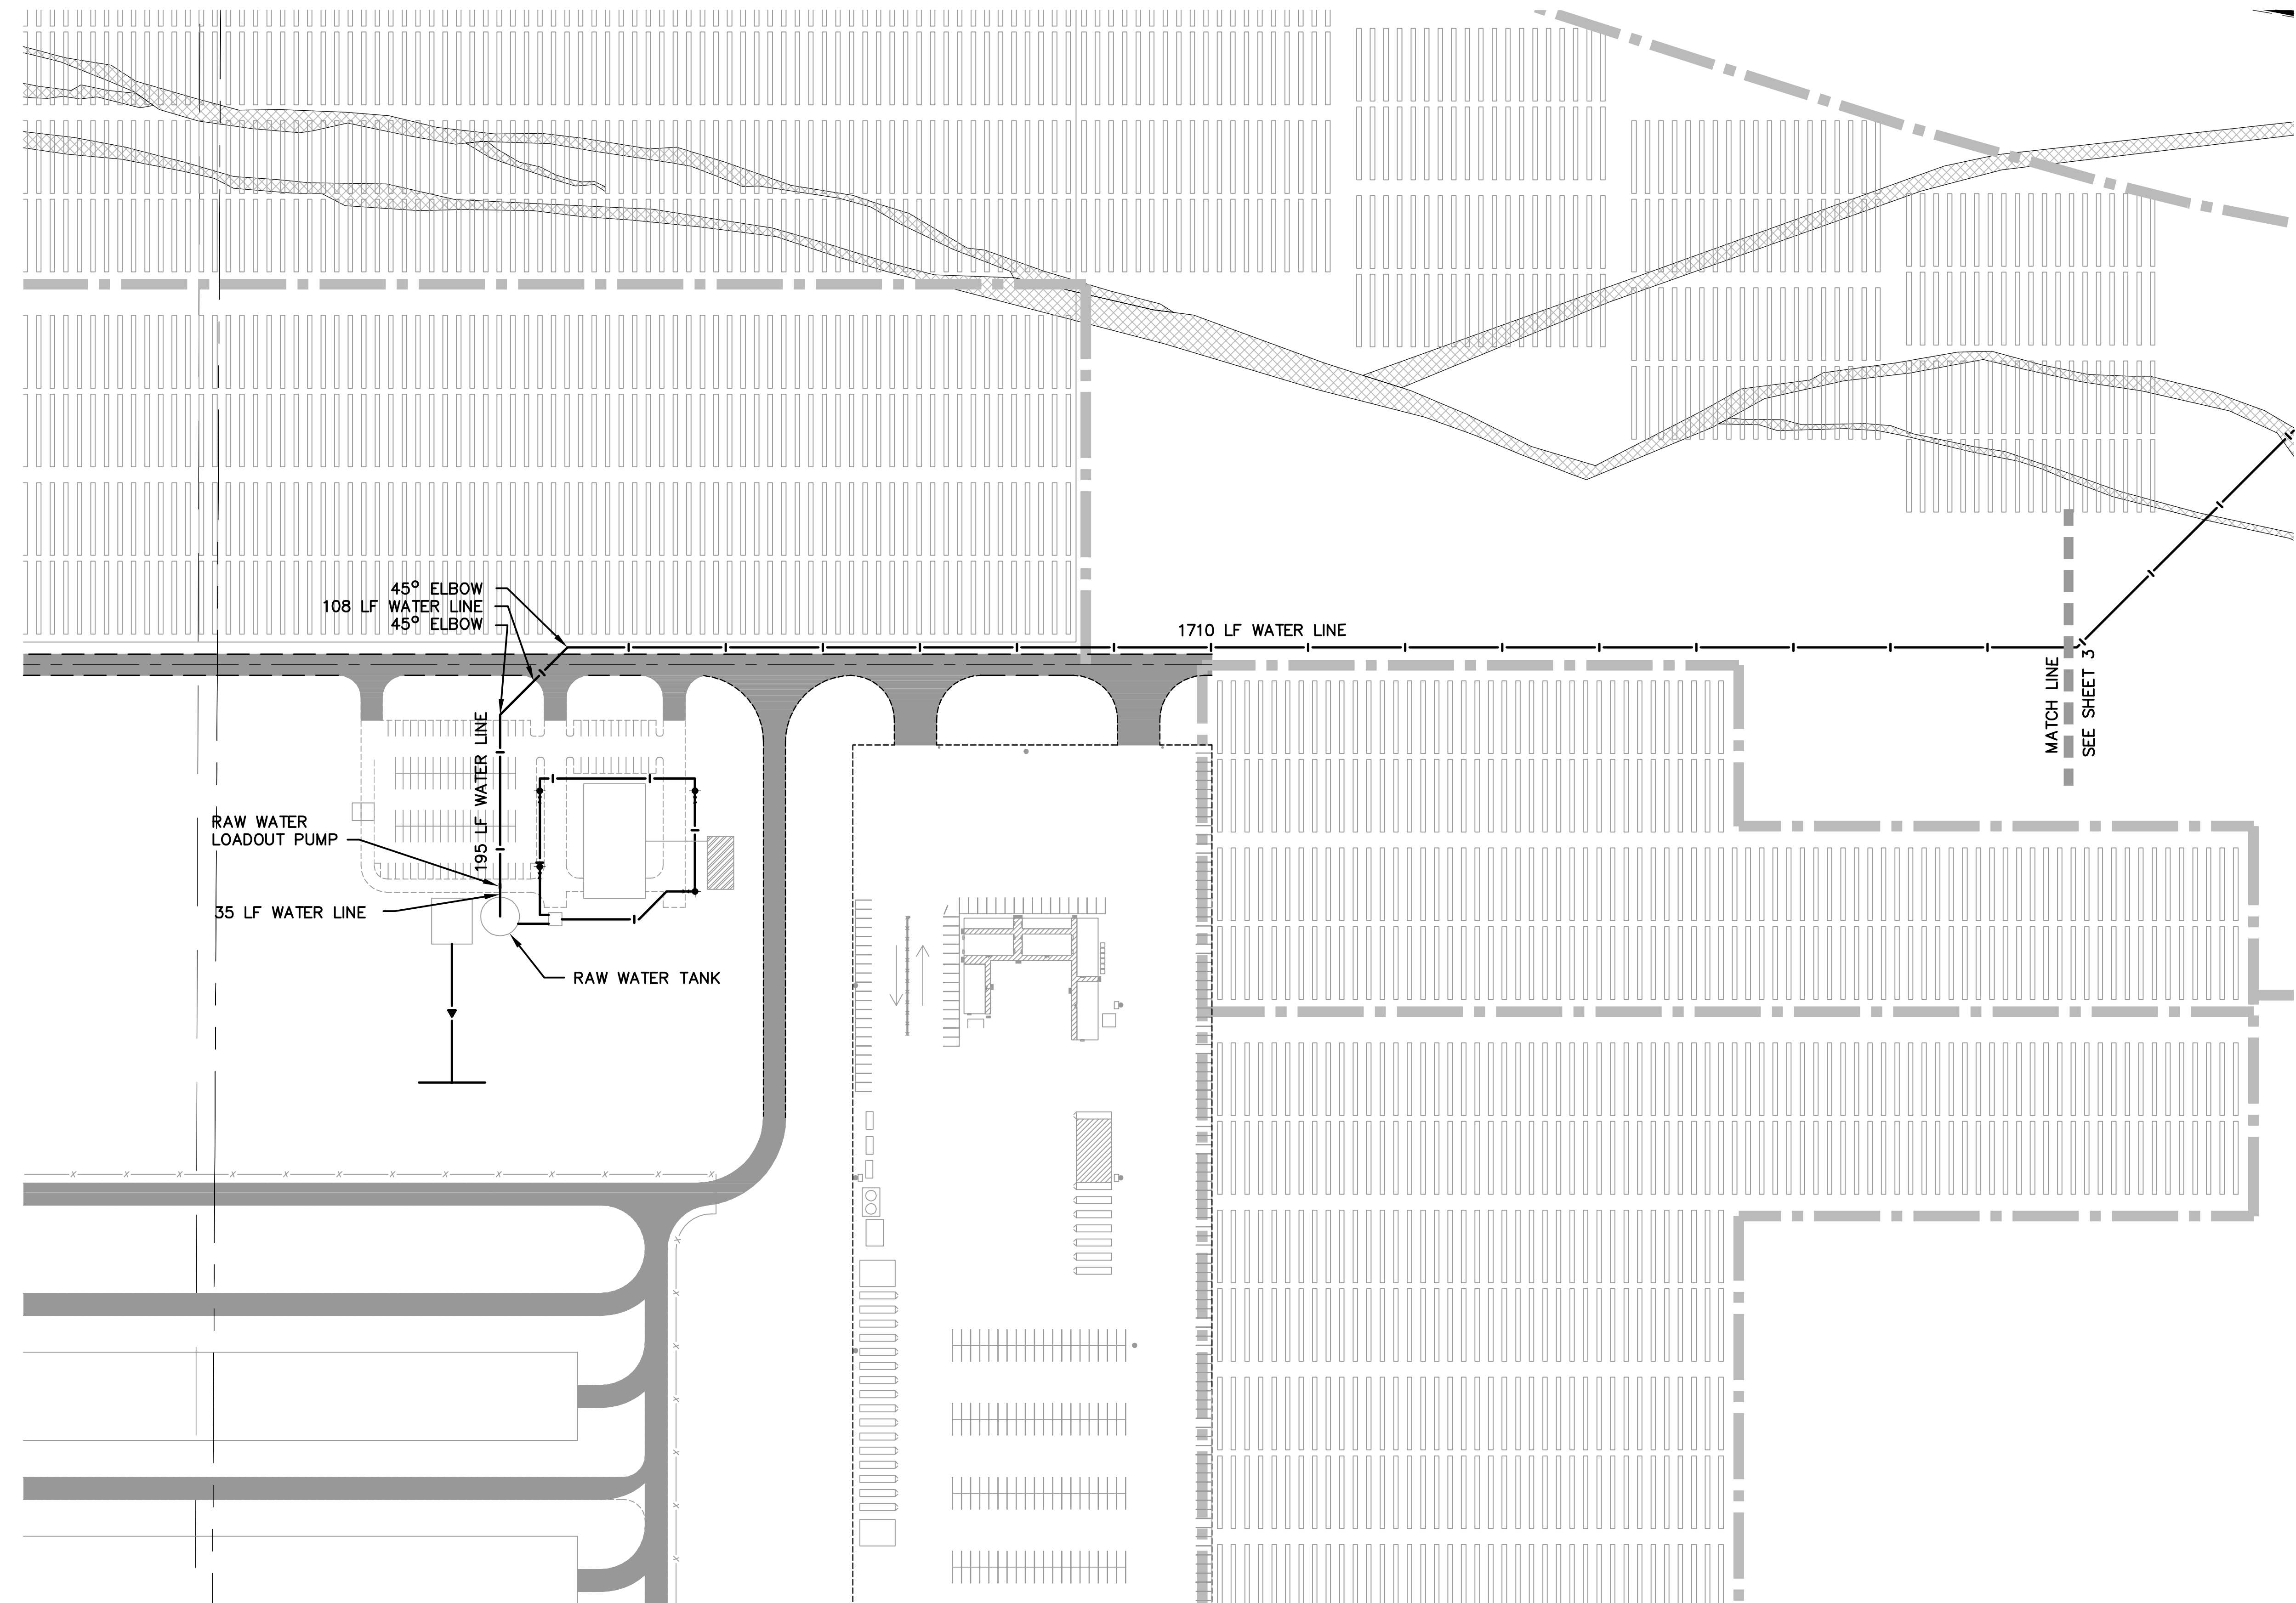 45° ELBOW
108 LF WATER LINE
45° ELBOW
1710 LF WATER LINE
MATCH LINE
SEE SHEET 3
195 LF WATER LINE
RAW WATER
LOADOUT PUMP
35 LF WATER LINE
RAW WATER TANK